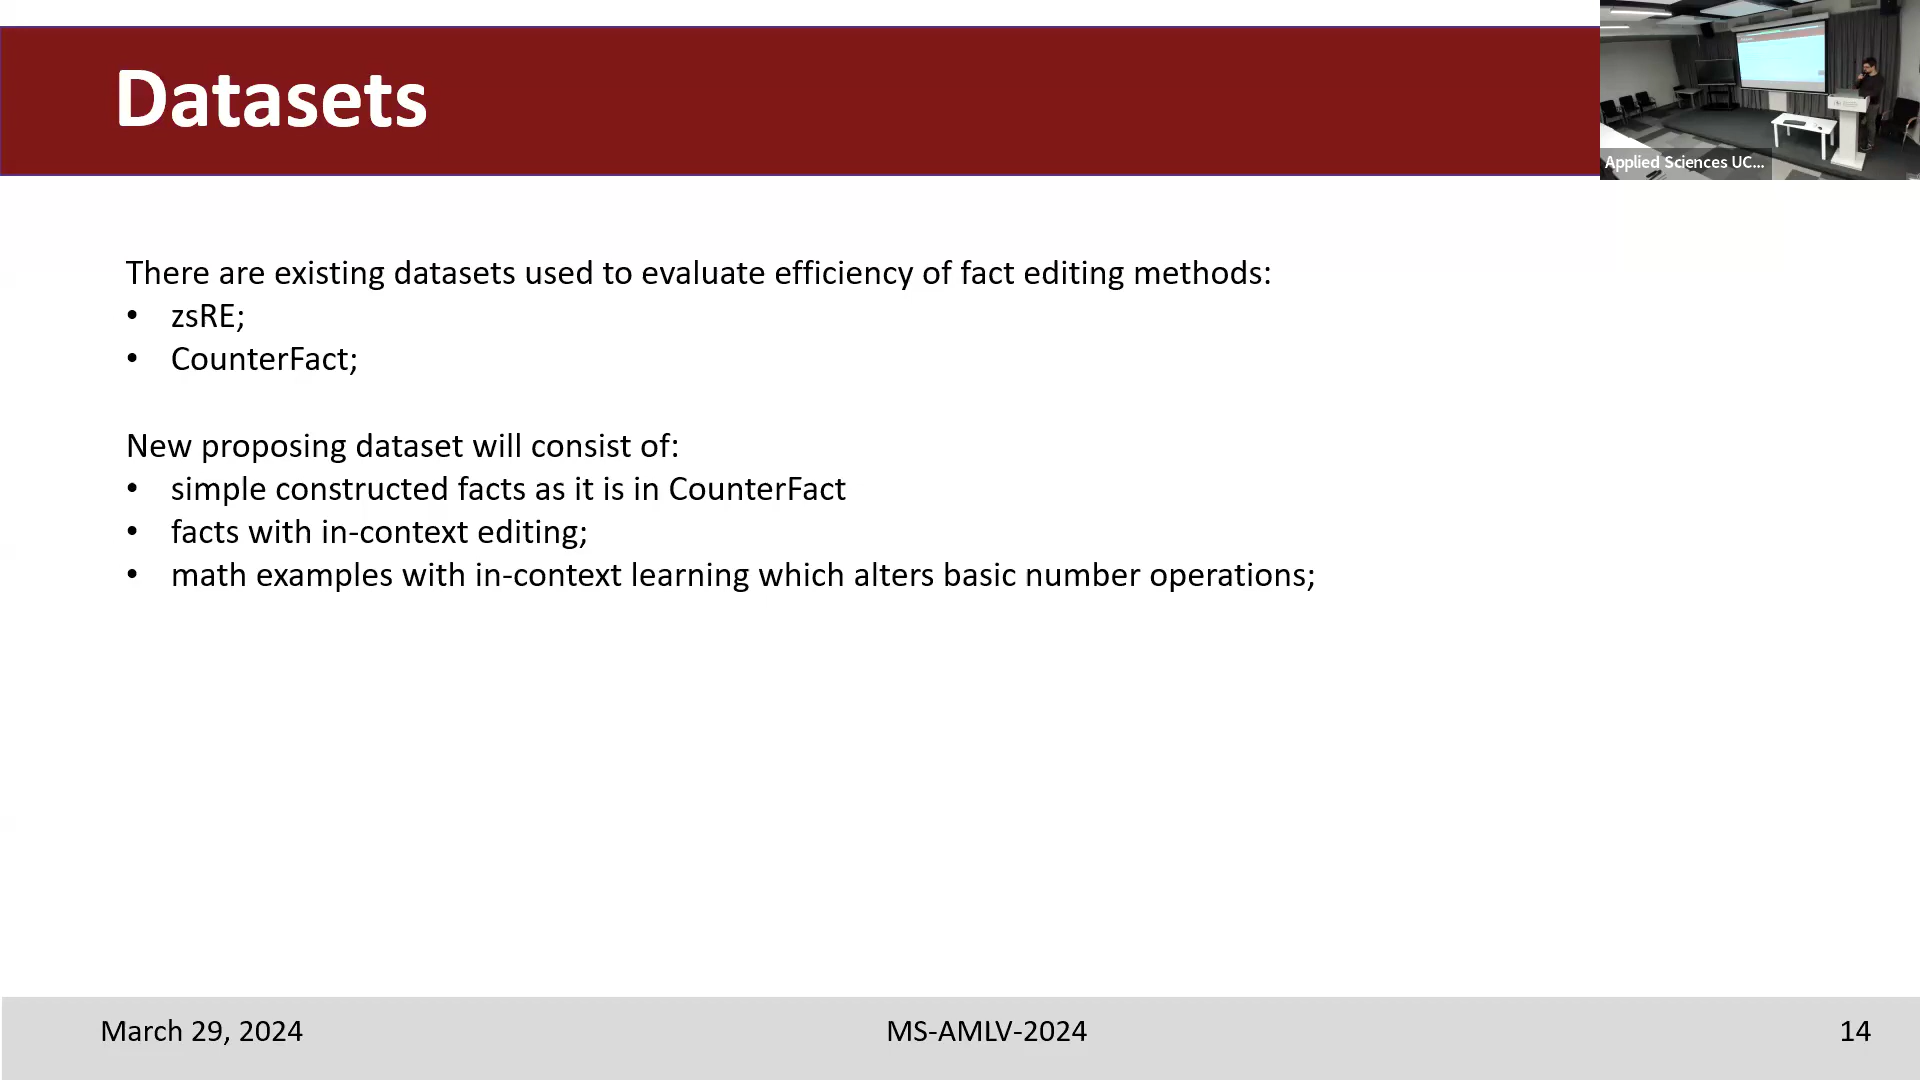 Datasets
Applied Sciences UC...
There are existing datasets used to evaluate efficiency of fact editing methods:
• zsRE;
• CounterFact;
New proposing dataset will consist of:
• simple constructed facts as it is in CounterFact
• facts with in-context editing;
• math examples with in-context learning which alters basic number operations;
March 29, 2024
MS-AMLV-2024
14